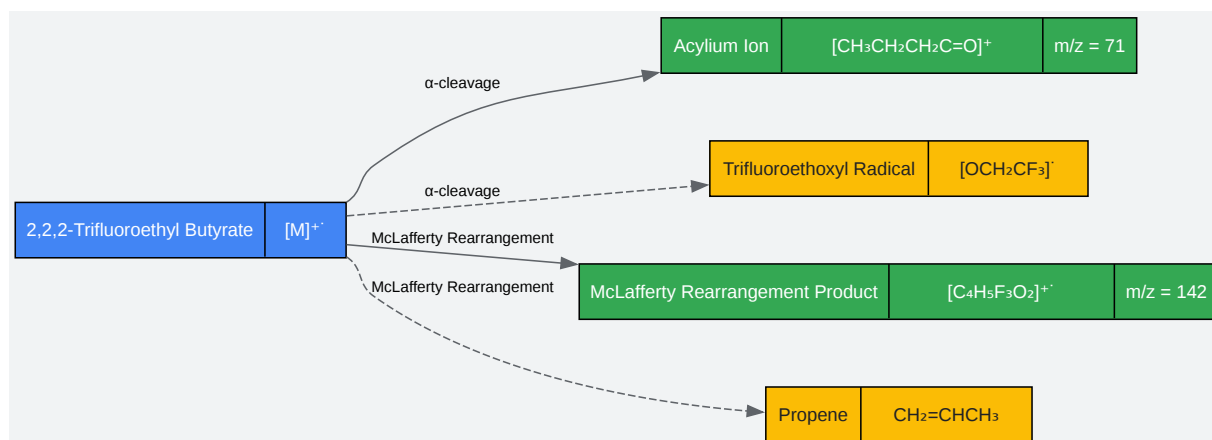 Acylium Ion [CH₃CH₂CH₂C=O]⁺ m/z = 71
α-cleavage
Trifluoroethoxyl Radical [OCH₂CF₃]˙
α-cleavage
2,2,2-Trifluoroethyl Butyrate [M]⁺˙
McLafferty Rearrangement
McLafferty Rearrangement Product [C₄H₅F₃O₂]⁺˙ m/z = 142
McLafferty Rearrangement
Propene CH₂=CHCH₃